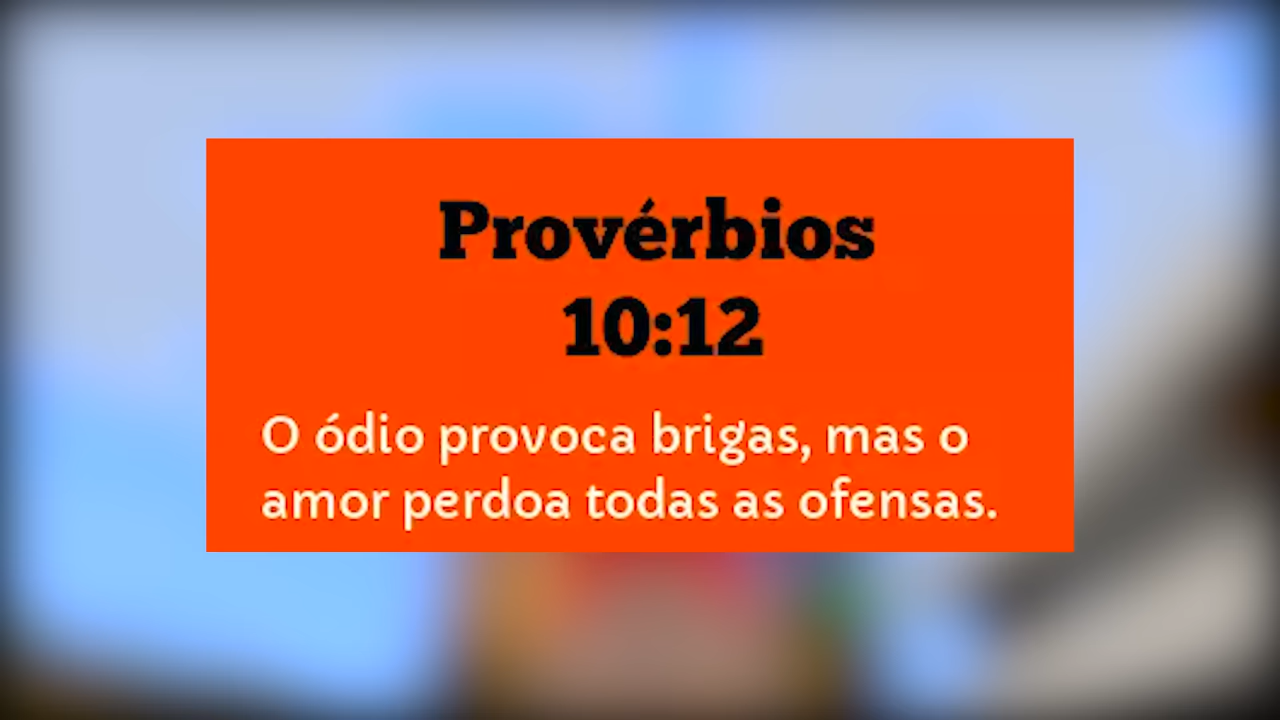 Provérbios
10:12
O ódio provoca brigas, mas o
amor perdoa todas as ofensas.